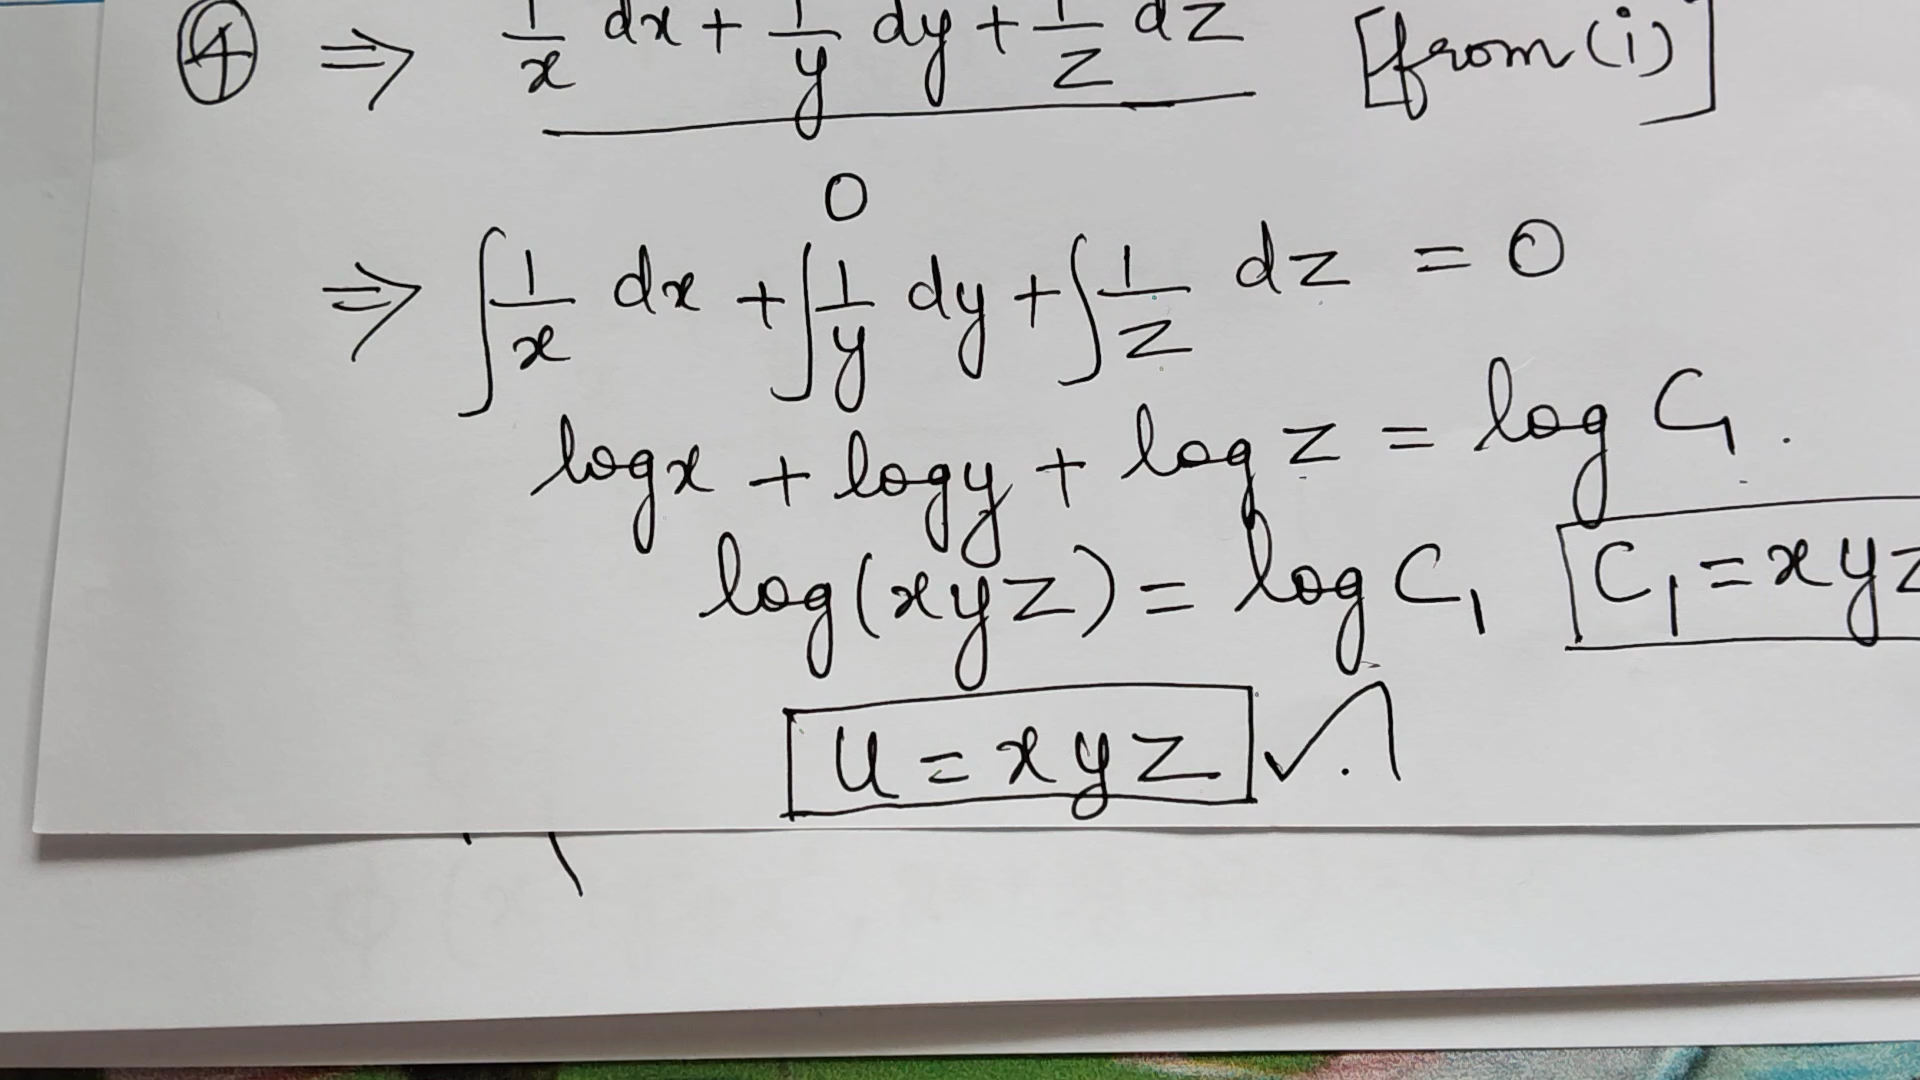 ④ ⇒ 1/x dx + 1/y dy + 1/z dz [from (i)]
0
⇒ ∫ 1/x dx + ∫ 1/y dy + ∫ 1/z dz = 0
log x + log y + log z = log C₁.
log(xyz) = log C₁ C₁ = xyz
u = xyz